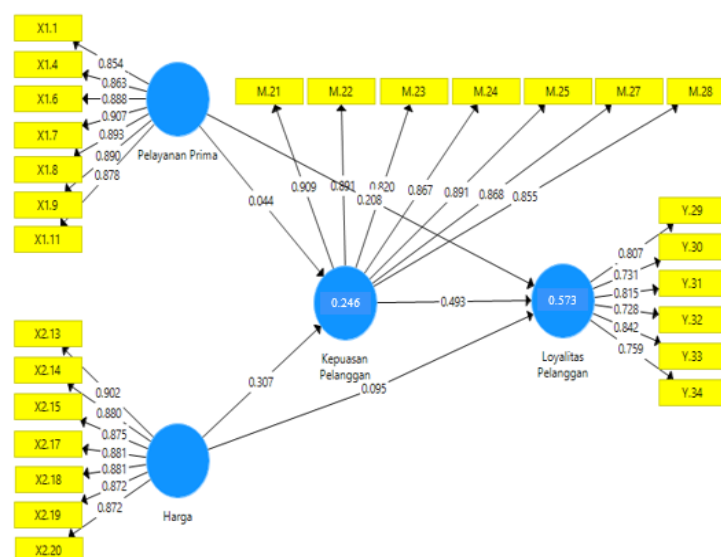 X1.1
X1.4
X1.6
X1.7
X1.8
X1.9
X1.11
0.854
0.863
0.888
0.907
0.893
0.890
0.878
Pelayanan Prima
M.21
M.22
M.23
M.24
M.25
M.27
M.28
0.909
0.891
0.820
0.867
0.891
0.868
0.855
0.208
0.044
0.246
Kepuasan
Pelanggan
0.493
0.573
Loyalitas
Pelanggan
0.307
0.095
Y.29
Y.30
Y.31
Y.32
Y.33
Y.34
0.807
0.731
0.815
0.728
0.842
0.759
X2.13
X2.14
X2.15
X2.17
X2.18
X2.19
X2.20
0.902
0.880
0.875
0.881
0.881
0.872
0.872
Harga